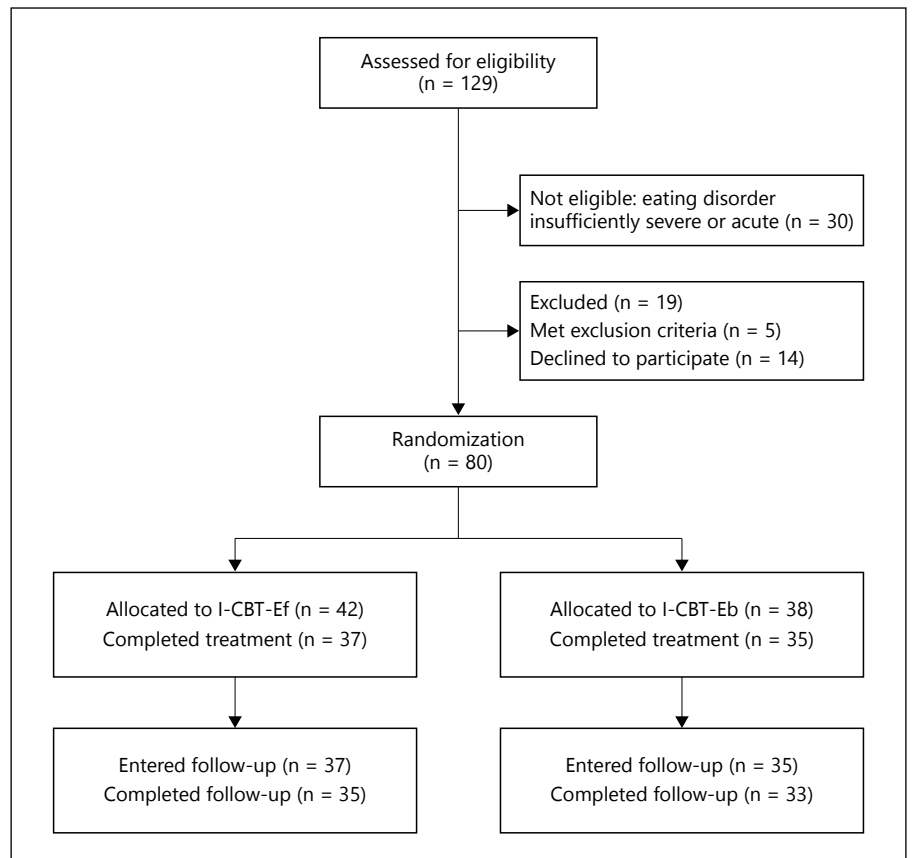 Assessed for eligibility
(n = 129)
Not eligible: eating disorder
insufficiently severe or acute (n = 30)
Excluded (n = 19)
Met exclusion criteria (n = 5)
Declined to participate (n = 14)
Randomization
(n = 80)
Allocated to I-CBT-Ef (n = 42)
Completed treatment (n = 37)
Allocated to I-CBT-Eb (n = 38)
Completed treatment (n = 35)
Entered follow-up (n = 37)
Completed follow-up (n = 35)
Entered follow-up (n = 35)
Completed follow-up (n = 33)